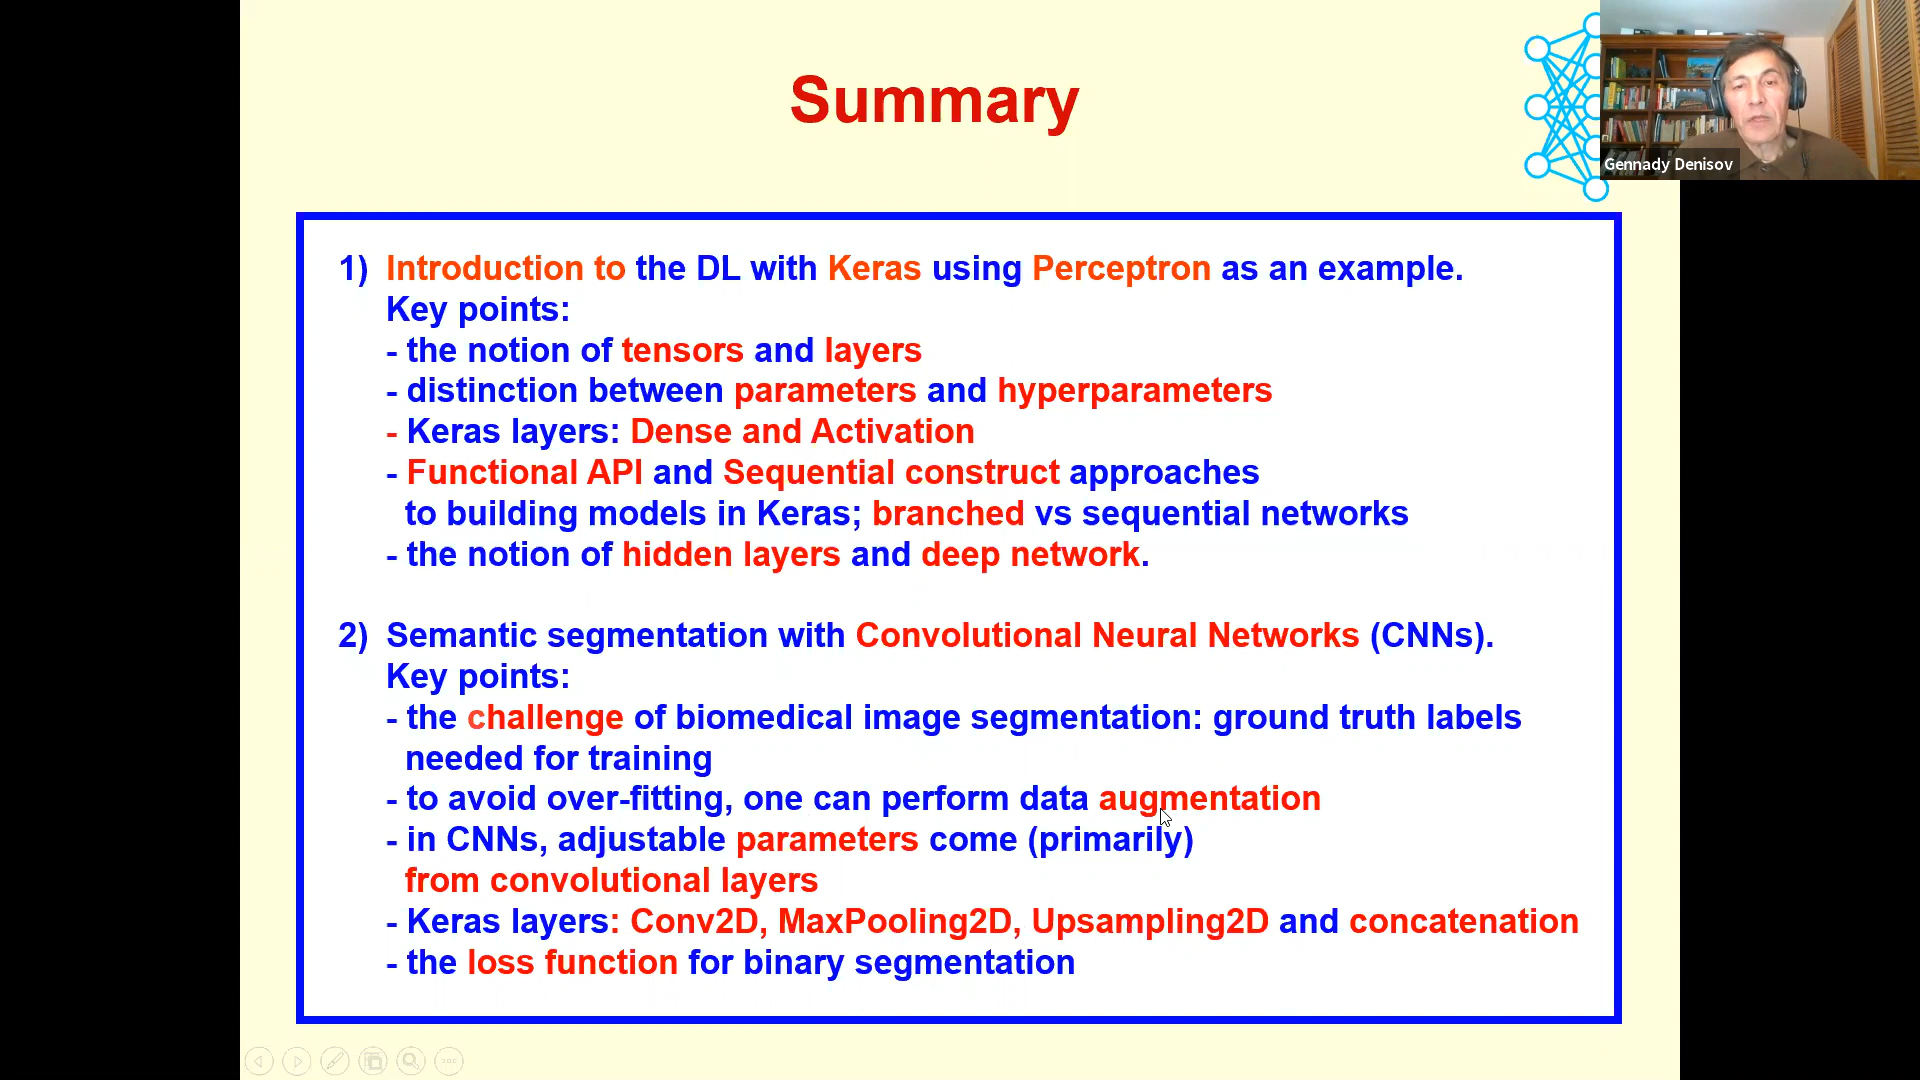 Summary
Gennady Denisov
1) Introduction to the DL with Keras using Perceptron as an example.
Key points:
- the notion of tensors and layers
- distinction between parameters and hyperparameters
- Keras layers: Dense and Activation
- Functional API and Sequential construct approaches
to building models in Keras; branched vs sequential networks
- the notion of hidden layers and deep network.
2) Semantic segmentation with Convolutional Neural Networks (CNNs).
Key points:
- the challenge of biomedical image segmentation: ground truth labels
needed for training
- to avoid over-fitting, one can perform data augmentation
- in CNNs, adjustable parameters come (primarily)
from convolutional layers
- Keras layers: Conv2D, MaxPooling2D, Upsampling2D and concatenation
- the loss function for binary segmentation